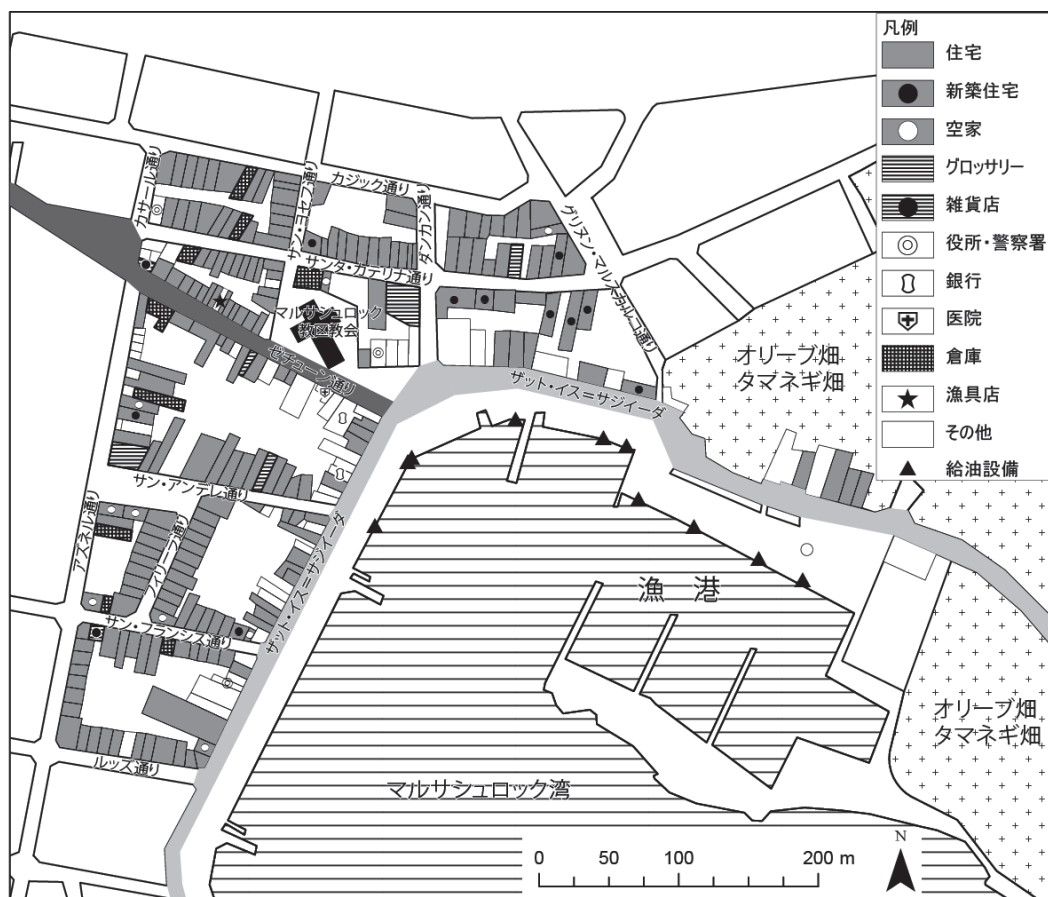 凡例
住宅
新築住宅
空家
グロッサリー
雑貨店
役所・警察署
銀行
医院
倉庫
漁具店
その他
給油設備
カサール通り
サン・ヨセフ通り
カジック通り
ダンカン通り
グリヌン・マルスカルコ通り
サンタ・カテリナ通り
マルサシュロック
教区教会
ゼチューン通り
ザット・イス=サジイーダ
オリーブ畑
タマネギ畑
サン・アンデレ通り
アズネル通り
フィリープ通り
ザット・イス=サジイーダ
漁港
サン・フランシス通り
オリーブ畑
タマネギ畑
ルッズ通り
マルサシュロック湾
N
0 50 100 200 m